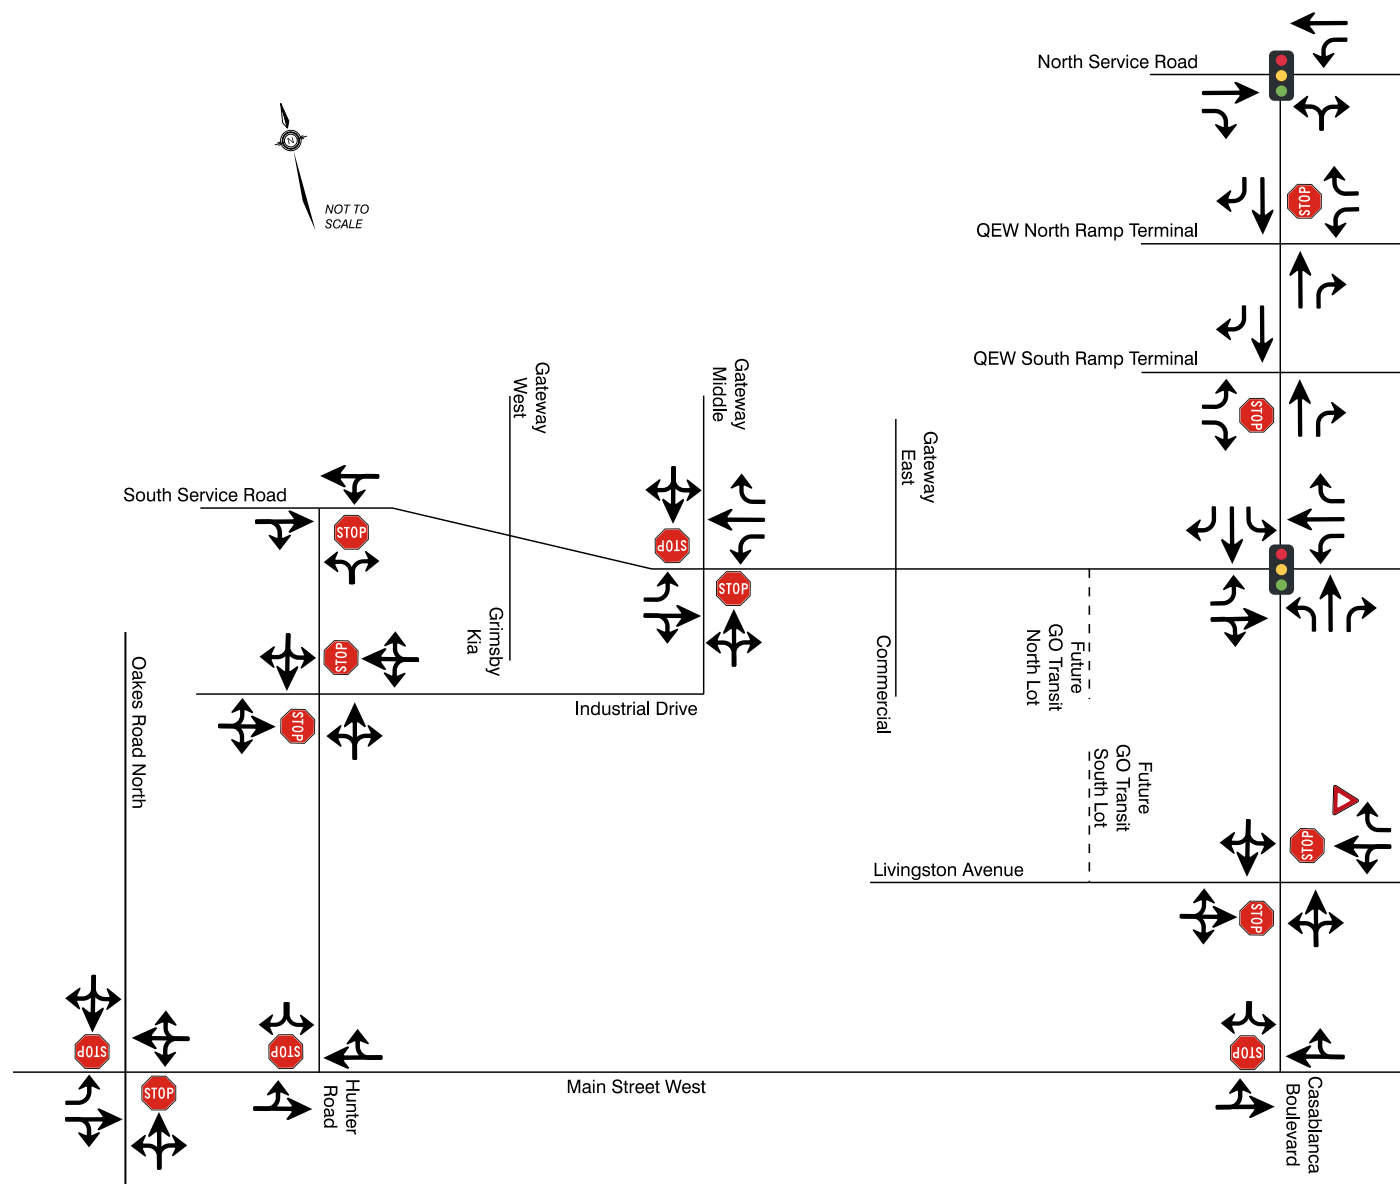 North Service Road
N
NOT TO
SCALE
STOP
QEW North Ramp Terminal
QEW South Ramp Terminal
STOP
Gateway
West
Gateway
Middle
Gateway
East
South Service Road
STOP
STOP
STOP
Grimsby
Kia
STOP
Oakes Road North
Industrial Drive
STOP
Commercial
Future
GO Transit
North Lot
Future
GO Transit
South Lot
STOP
Livingston Avenue
STOP
STOP
STOP
STOP
STOP
Main Street West
Hunter
Road
Casablanca
Boulevard